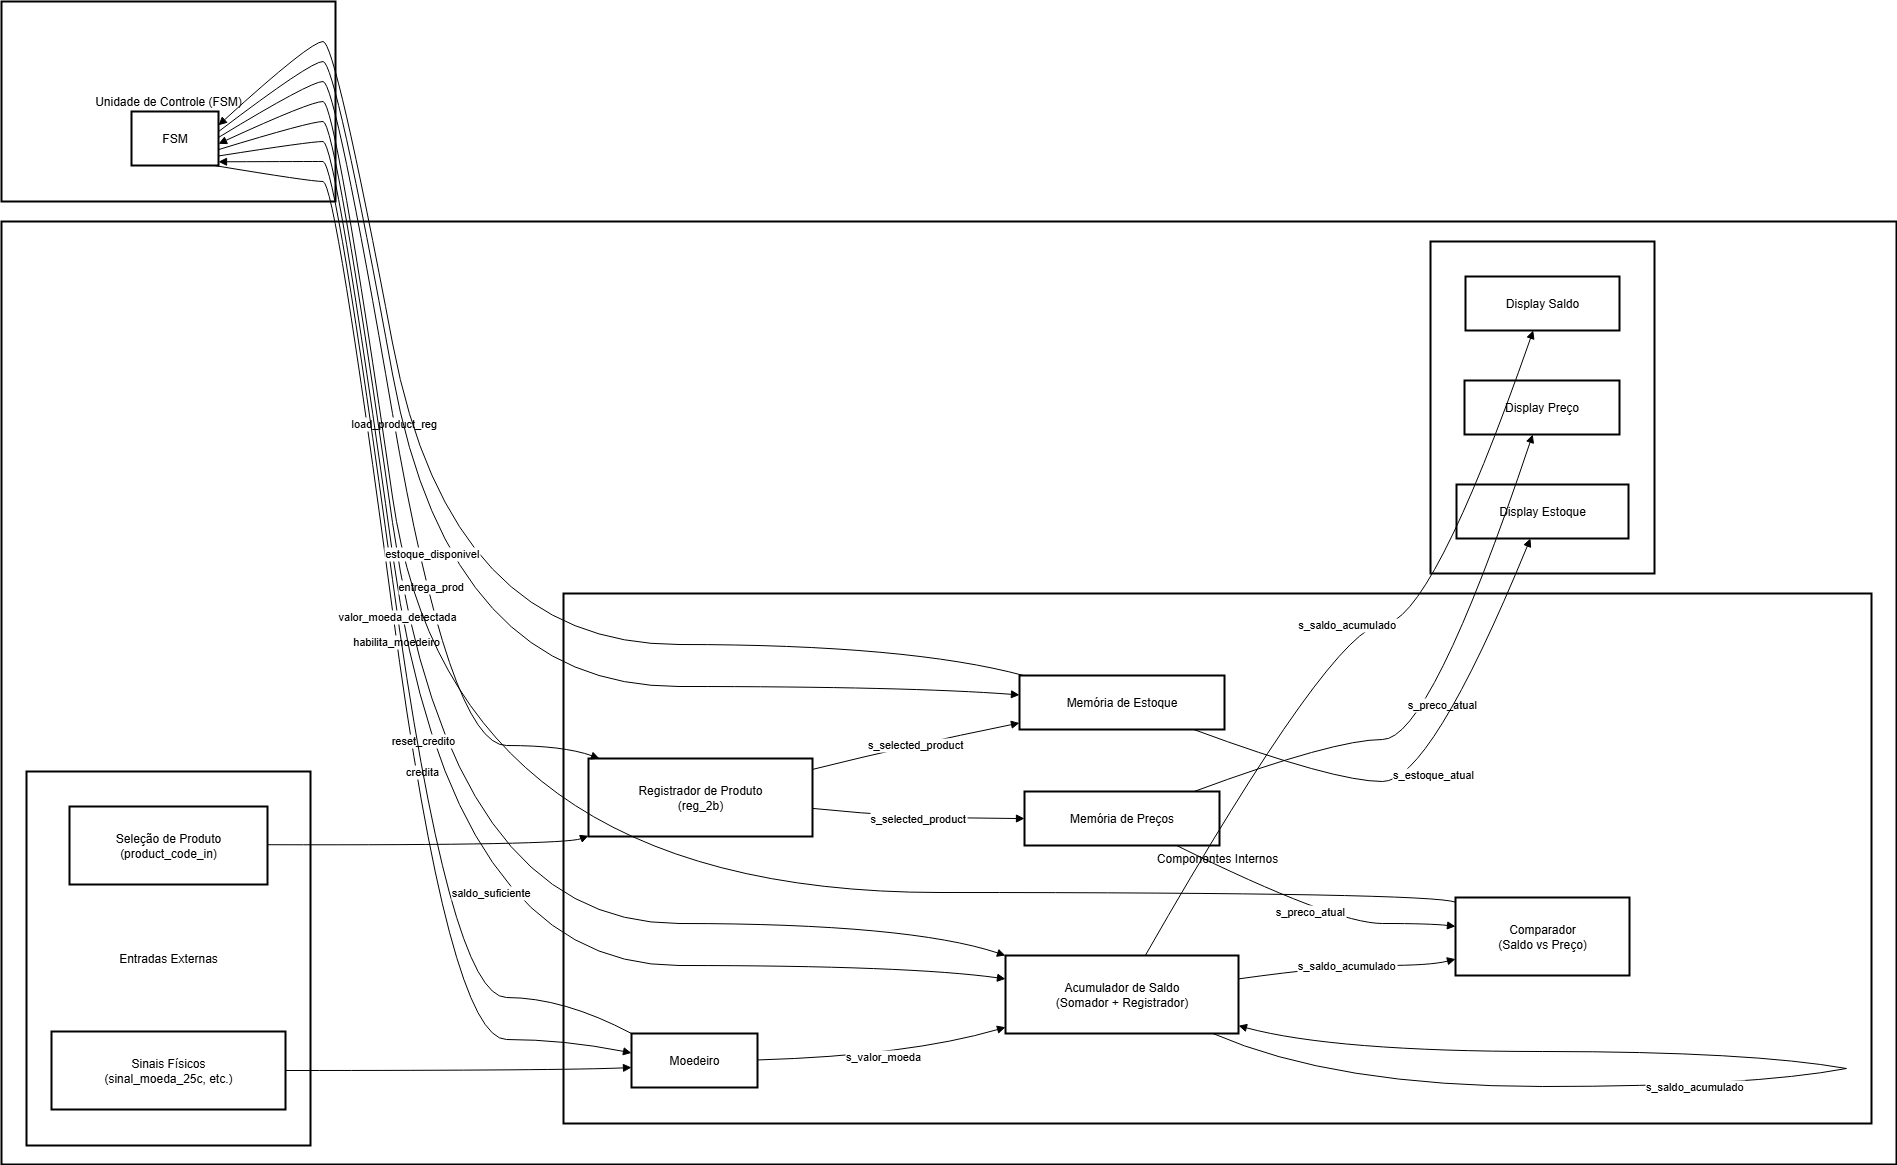 Unidade de Controle (FSM)
FSM
Display Saldo
Display Preço
load_product_reg
Display Estoque
estoque_disponivel
entrega_prod
valor_moeda_detectada
s_saldo_acumulado
habilita_moedeiro
Memória de Estoque
s_preco_atual
reset_credito
s_selected_product
credita
s_estoque_atual
Registrador de Produto
(reg_2b)
s_selected_product
Memória de Preços
Seleção de Produto
(product_code_in)
Componentes Internos
saldo_suficiente
s_preco_atual
Comparador
(Saldo vs Preço)
Entradas Externas
s_saldo_acumulado
Acumulador de Saldo
(Somador + Registrador)
Sinais Físicos
(sinal_moeda_25c, etc.)
Moedeiro
s_valor_moeda
s_saldo_acumulado